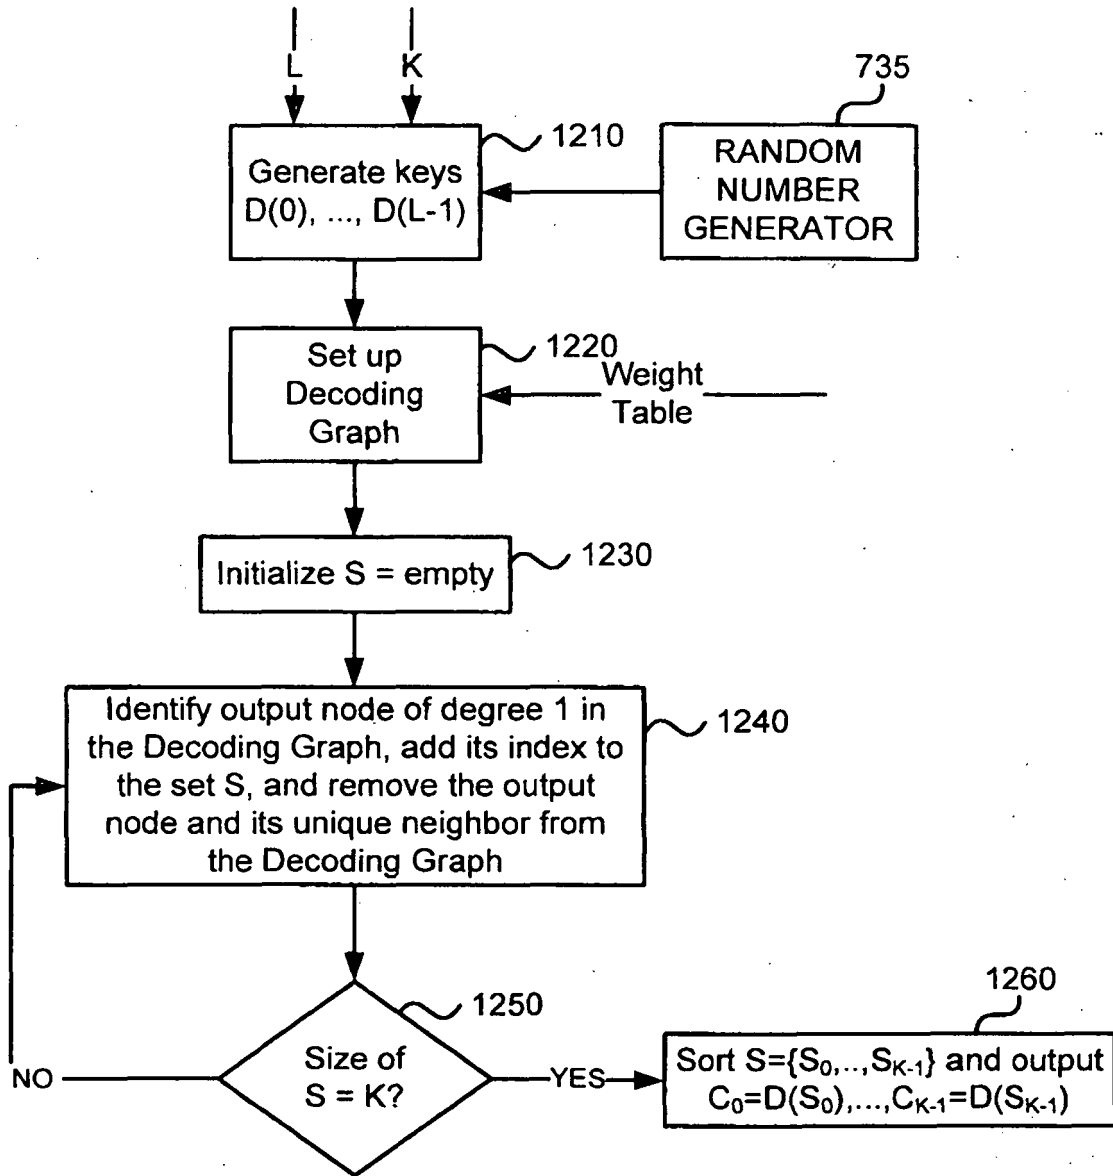 L
K
735
1210
Generate keys
D(0), ..., D(L-1)
RANDOM
NUMBER
GENERATOR
1220
Set up
Decoding
Graph
Weight
Table
1230
Initialize S = empty
1240
Identify output node of degree 1 in
the Decoding Graph, add its index to
the set S, and remove the output
node and its unique neighbor from
the Decoding Graph
1250
Size of
S = K?
NO
YES
1260
Sort S={S₀,..,S_{K-1}} and output
C₀=D(S₀),...,C_{K-1}=D(S_{K-1})